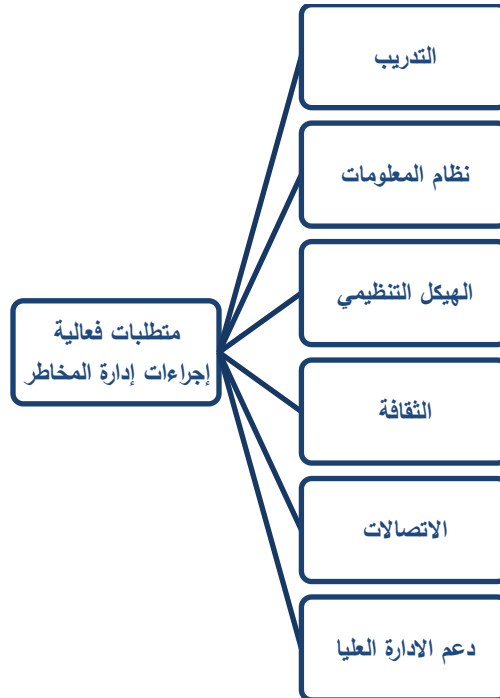 التدريب
نظام المعلومات
الهيكل التنظيمي
متطلبات فعالية
إجراءات إدارة المخاطر
الثقافة
الاتصالات
دعم الادارة العليا